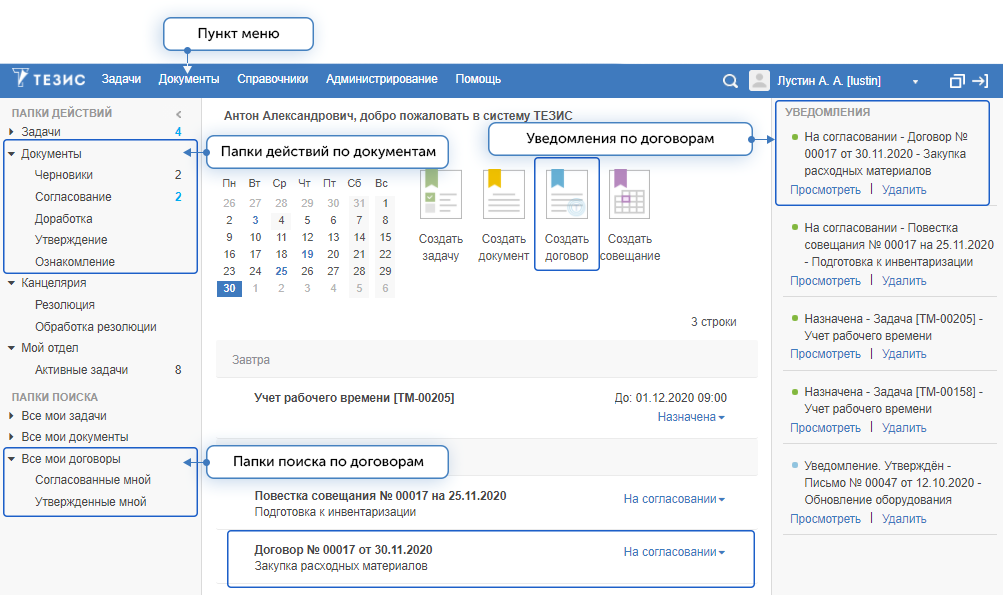 Пункт меню
ТЕЗИС Задачи Документы Справочники Администрирование Помощь Лустин А. А. [lustin]
ПАПКИ ДЕЙСТВИЙ
Задачи 4
Документы
Черновики 2
Согласование 2
Доработка
Утверждение
Ознакомление
Канцелярия
Резолюция
Обработка резолюции
Мой отдел
Активные задачи 8
ПАПКИ ПОИСКА
Все мои задачи
Все мои документы
Все мои договоры
Согласованные мной
Утвержденные мной
Антон Александрович, добро пожаловать в систему ТЕЗИС
Папки действий по документам
Уведомления по договорам
Пн Вт Ср Чт Пт Сб Вс
26 27 28 29 30 31 1
2 3 4 5 6 7 8
9 10 11 12 13 14 15
16 17 18 19 20 21 22
23 24 25 26 27 28 29
30 1 2 3 4 5 6
Создать задачу
Создать документ
Создать договор
Создать совещание
3 строки
Завтра
Учет рабочего времени [ТМ-00205] До: 01.12.2020 09:00
Назначена
Папки поиска по договорам
Повестка совещания № 00017 на 25.11.2020 На согласовании
Подготовка к инвентаризации
Договор № 00017 от 30.11.2020 На согласовании
Закупка расходных материалов
УВЕДОМЛЕНИЯ
На согласовании - Договор №
00017 от 30.11.2020 - Закупка
расходных материалов
Просмотреть | Удалить
На согласовании - Повестка
совещания № 00017 на 25.11.2020
- Подготовка к инвентаризации
Просмотреть | Удалить
Назначена - Задача [ТМ-00205] -
Учет рабочего времени
Просмотреть | Удалить
Назначена - Задача [ТМ-00158] -
Учет рабочего времени
Просмотреть | Удалить
Уведомление. Утверждён -
Письмо № 00047 от 12.10.2020 -
Обновление оборудования
Просмотреть | Удалить